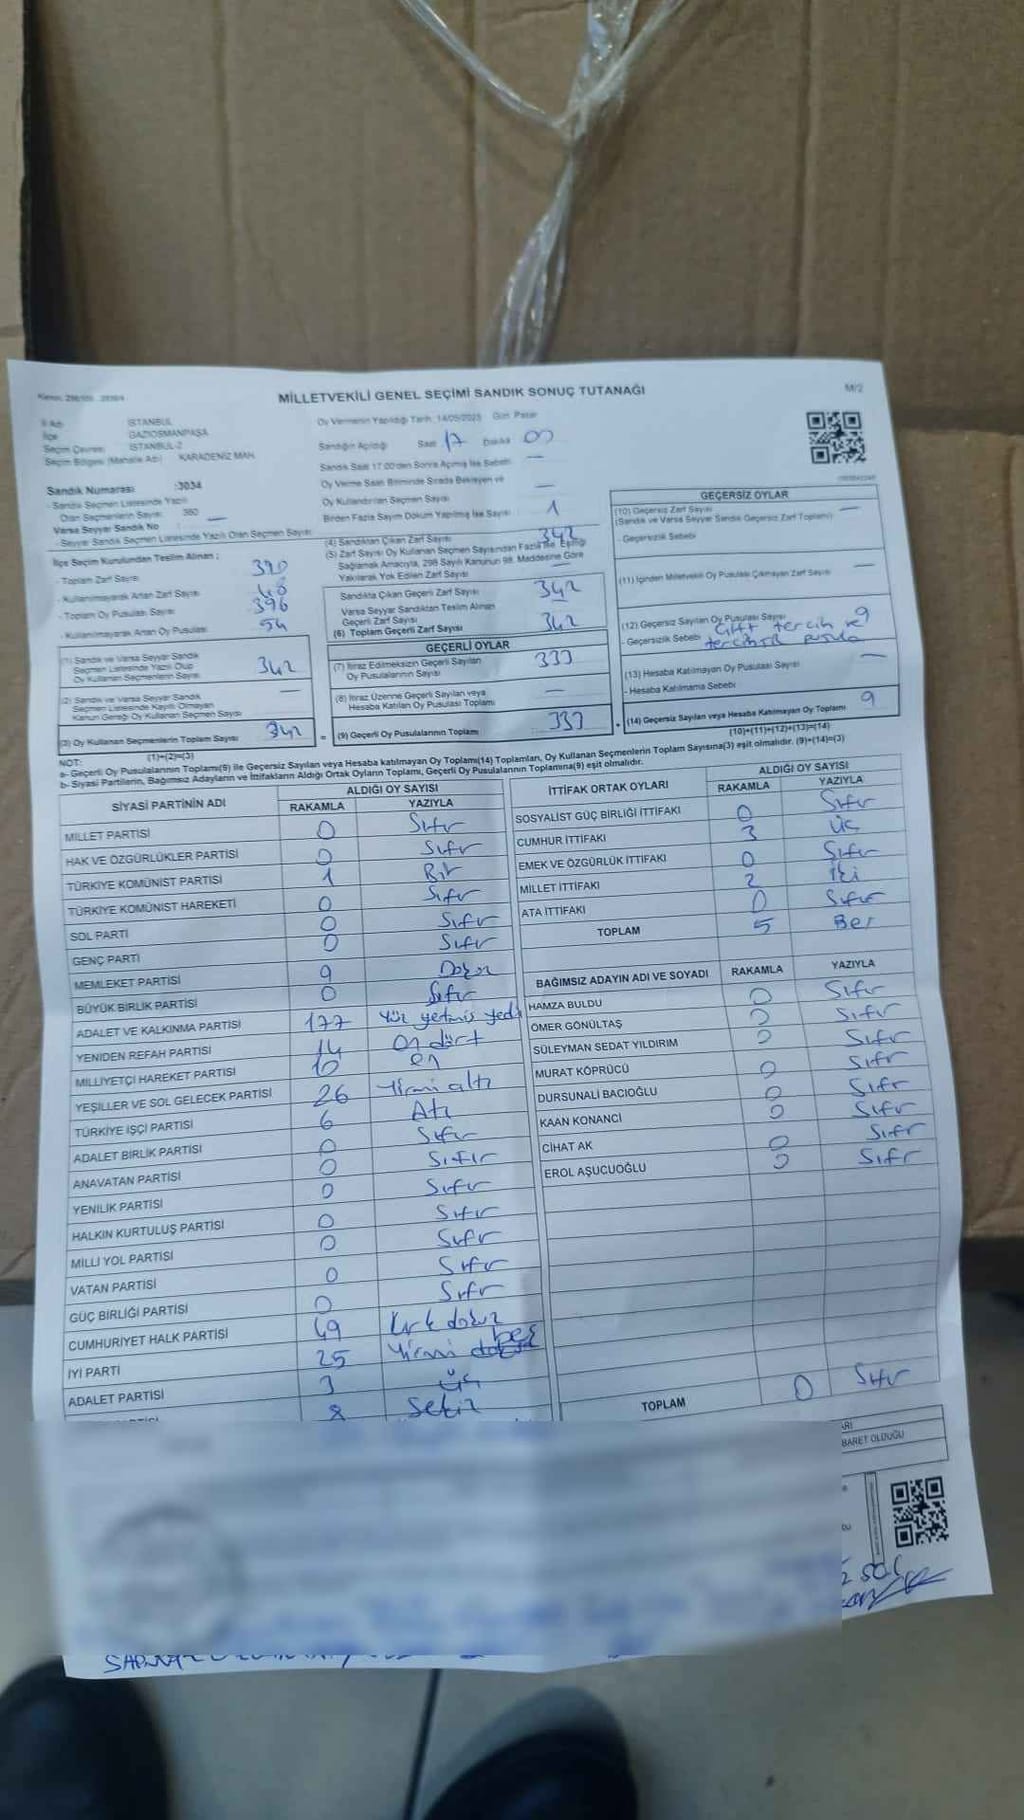 MİLLETVEKİLİ GENEL SEÇİMİ SANDIK SONUÇ TUTANAĞI
M/2
İl Adı İSTANBUL
İlçe GAZİOSMANPAŞA
Seçim Çevresi İSTANBUL-2
Seçim Bölgesi (Mahalle Adı) KARADENİZ MAH.
Sandık Numarası :3034
Sandık Seçmen Listesinde Yazılı
Olan Seçmenlerin Sayısı 390
Varsa Seyyar Sandık No
Seyyar Sandık Seçmen Listesinde Yazılı Olan Seçmen Sayısı
Oy Vermenin Yapıldığı Tarih: 14/05/2023 Gün: Pazar
Sandığın Açıldığı Saat 17 Dakika 00
Sandık Saat 17.00'den Sonra Açılmış İse Sebebi —
Oy Verme Saati Bitiminde Sırada Bekleyen ve
Oy Kullandırılan Seçmen Sayısı —
Birden Fazla Sayım Döküm Yapılmış İse Sayısı 1
İlçe Seçim Kurulundan Teslim Alınan ;
- Toplam Zarf Sayısı 390
- Kullanılmayarak Artan Zarf Sayısı 48
- Toplam Oy Pusulası Sayısı 396
- Kullanılmayarak Artan Oy Pusulası 54
(1) Sandık ve Varsa Seyyar Sandık
Seçmen Listesinde Yazılı Olup
Oy Kullanan Seçmen Sayısı 342
(2) Sandık ve Varsa Seyyar Sandık
Seçmen Listesinde Kayıtlı Olmayan
Kanun Gereği Oy Kullanan Seçmen Sayısı —
(3) Oy Kullanan Seçmenlerin Toplam Sayısı 342
(1)+(2)=(3)
(4) Sandıktan Çıkan Zarf Sayısı 342
(5) Zarf Sayısı Oy Kullanan Seçmen Sayısından Fazla ise, Eşitliği
Sağlamak Amacıyla, 298 Sayılı Kanunun 98. Maddesine Göre
Yakılarak Yok Edilen Zarf Sayısı —
Sandıkta Çıkan Geçerli Zarf Sayısı 342
Varsa Seyyar Sandıktan Teslim Alınan
Geçerli Zarf Sayısı —
(6) Toplam Geçerli Zarf Sayısı 342
GEÇERLİ OYLAR
(7) İtiraz Edilmeksizin Geçerli Sayılan
Oy Pusulalarının Sayısı 333
(8) İtiraz Üzerine Geçerli Sayılan veya
Hesaba Katılan Oy Pusulası Toplamı —
(9) Geçerli Oy Pusulalarının Toplamı 333
GEÇERSİZ OYLAR
(10) Geçersiz Zarf Sayısı —
(Sandık ve Varsa Seyyar Sandık Geçersiz Zarf Toplamı)
- Geçersizlik Sebebi
(11) İçinden Milletvekili Oy Pusulası Çıkmayan Zarf Sayısı —
(12) Geçersiz Sayılan Oy Pusulası Sayısı 9
- Geçersizlik Sebebi Çift tercih ve
tercihsiz pusula
(13) Hesaba Katılmayan Oy Pusulası Sayısı —
- Hesaba Katılmama Sebebi
(14) Geçersiz Sayılan veya Hesaba Katılmayan Oy Toplamı 9
(10)+(11)+(12)+(13)=(14)
NOT:
a- Geçerli Oy Pusulalarının Toplamı(9) ile Geçersiz Sayılan veya Hesaba katılmayan Oy Toplamı(14) Toplamları, Oy Kullanan Seçmenlerin Toplam Sayısına(3) eşit olmalıdır. (9)+(14)=(3)
b- Siyasi Partilerin, Bağımsız Adayların ve İttifakların Aldığı Ortak Oyların Toplamı, Geçerli Oy Pusulalarının Toplamına(9) eşit olmalıdır.
SİYASİ PARTİNİN ADI ALDIĞI OY SAYISI
RAKAMLA YAZIYLA
MİLLET PARTİSİ 0 Sıfır
HAK VE ÖZGÜRLÜKLER PARTİSİ 0 Sıfır
TÜRKİYE KOMÜNİST PARTİSİ 1 Bir
TÜRKİYE KOMÜNİST HAREKETİ 0 Sıfır
SOL PARTİ 0 Sıfır
GENÇ PARTİ 0 Sıfır
MEMLEKET PARTİSİ 9 Dokuz
BÜYÜK BİRLİK PARTİSİ 0 Sıfır
ADALET VE KALKINMA PARTİSİ 177 Yüz yetmiş yedi
YENİDEN REFAH PARTİSİ 14 On dört
MİLLİYETÇİ HAREKET PARTİSİ 10 On
YEŞİLLER VE SOL GELECEK PARTİSİ 26 Yirmi altı
TÜRKİYE İŞÇİ PARTİSİ 6 Altı
ADALET BİRLİK PARTİSİ 0 Sıfır
ANAVATAN PARTİSİ 0 Sıfır
YENİLİK PARTİSİ 0 Sıfır
HALKIN KURTULUŞ PARTİSİ 0 Sıfır
MİLLİ YOL PARTİSİ 0 Sıfır
VATAN PARTİSİ 0 Sıfır
GÜÇ BİRLİĞİ PARTİSİ 0 Sıfır
CUMHURİYET HALK PARTİSİ 49 Kırk dokuz
İYİ PARTİ 25 Yirmi beş
ADALET PARTİSİ 3 Üç
8 Sekiz
İTTİFAK ORTAK OYLARI ALDIĞI OY SAYISI
RAKAMLA YAZIYLA
SOSYALİST GÜÇ BİRLİĞİ İTTİFAKI 0 Sıfır
CUMHUR İTTİFAKI 3 Üç
EMEK VE ÖZGÜRLÜK İTTİFAKI 0 Sıfır
MİLLET İTTİFAKI 2 İki
ATA İTTİFAKI 0 Sıfır
TOPLAM 5 Beş
BAĞIMSIZ ADAYIN ADI VE SOYADI RAKAMLA YAZIYLA
HAMZA BULDU 0 Sıfır
ÖMER GÖNÜLTAŞ 0 Sıfır
SÜLEYMAN SEDAT YILDIRIM 0 Sıfır
MURAT KÖPRÜCÜ 0 Sıfır
DURSUNALİ BACIOĞLU 0 Sıfır
KAAN KONANCI 0 Sıfır
CİHAT AK 0 Sıfır
EROL AŞUCUOĞLU 0 Sıfır
TOPLAM 0 Sıfır
BARET OLDUĞU